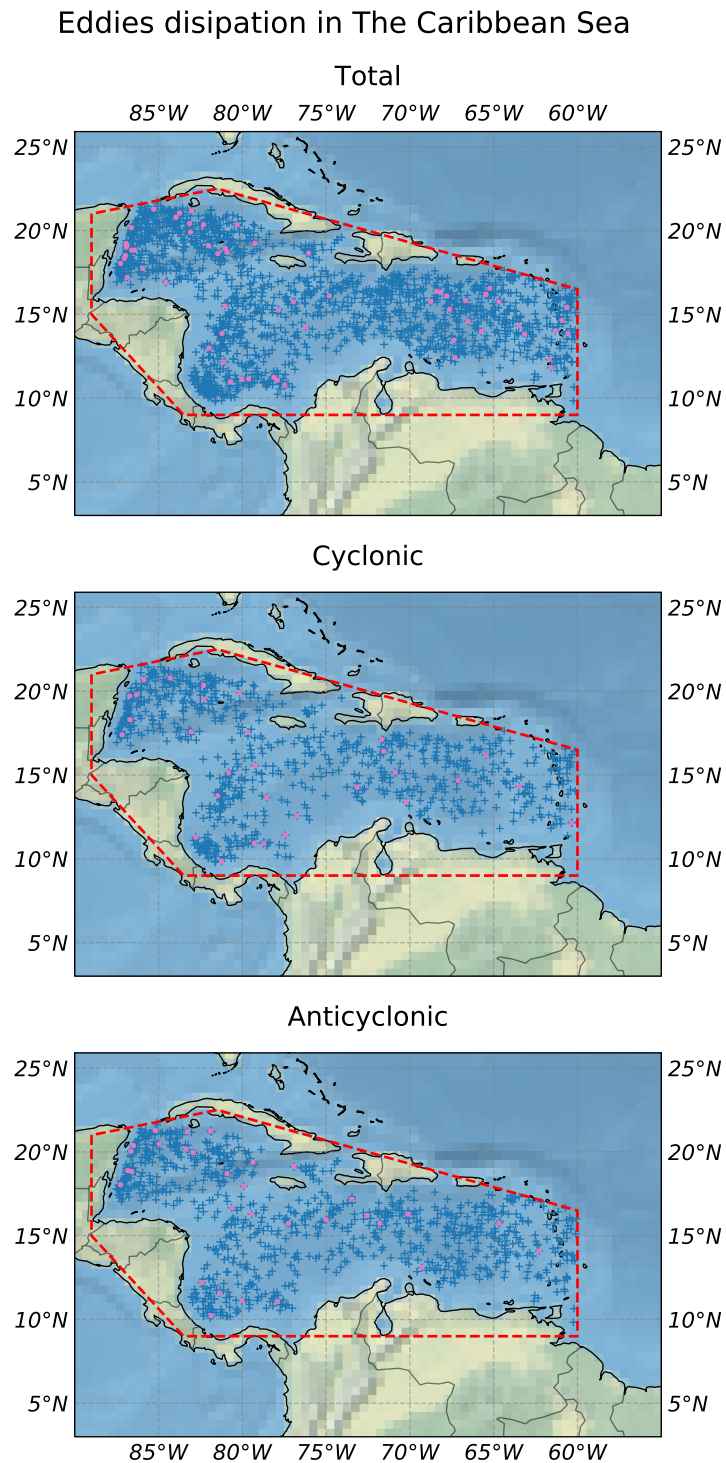 Eddies disipation in The Caribbean Sea
Total
85°W 80°W 75°W 70°W 65°W 60°W
25°N 25°N
20°N 20°N
15°N 15°N
10°N 10°N
5°N 5°N
Cyclonic
25°N 25°N
20°N 20°N
15°N 15°N
10°N 10°N
5°N 5°N
Anticyclonic
25°N 25°N
20°N 20°N
15°N 15°N
10°N 10°N
5°N 5°N
85°W 80°W 75°W 70°W 65°W 60°W